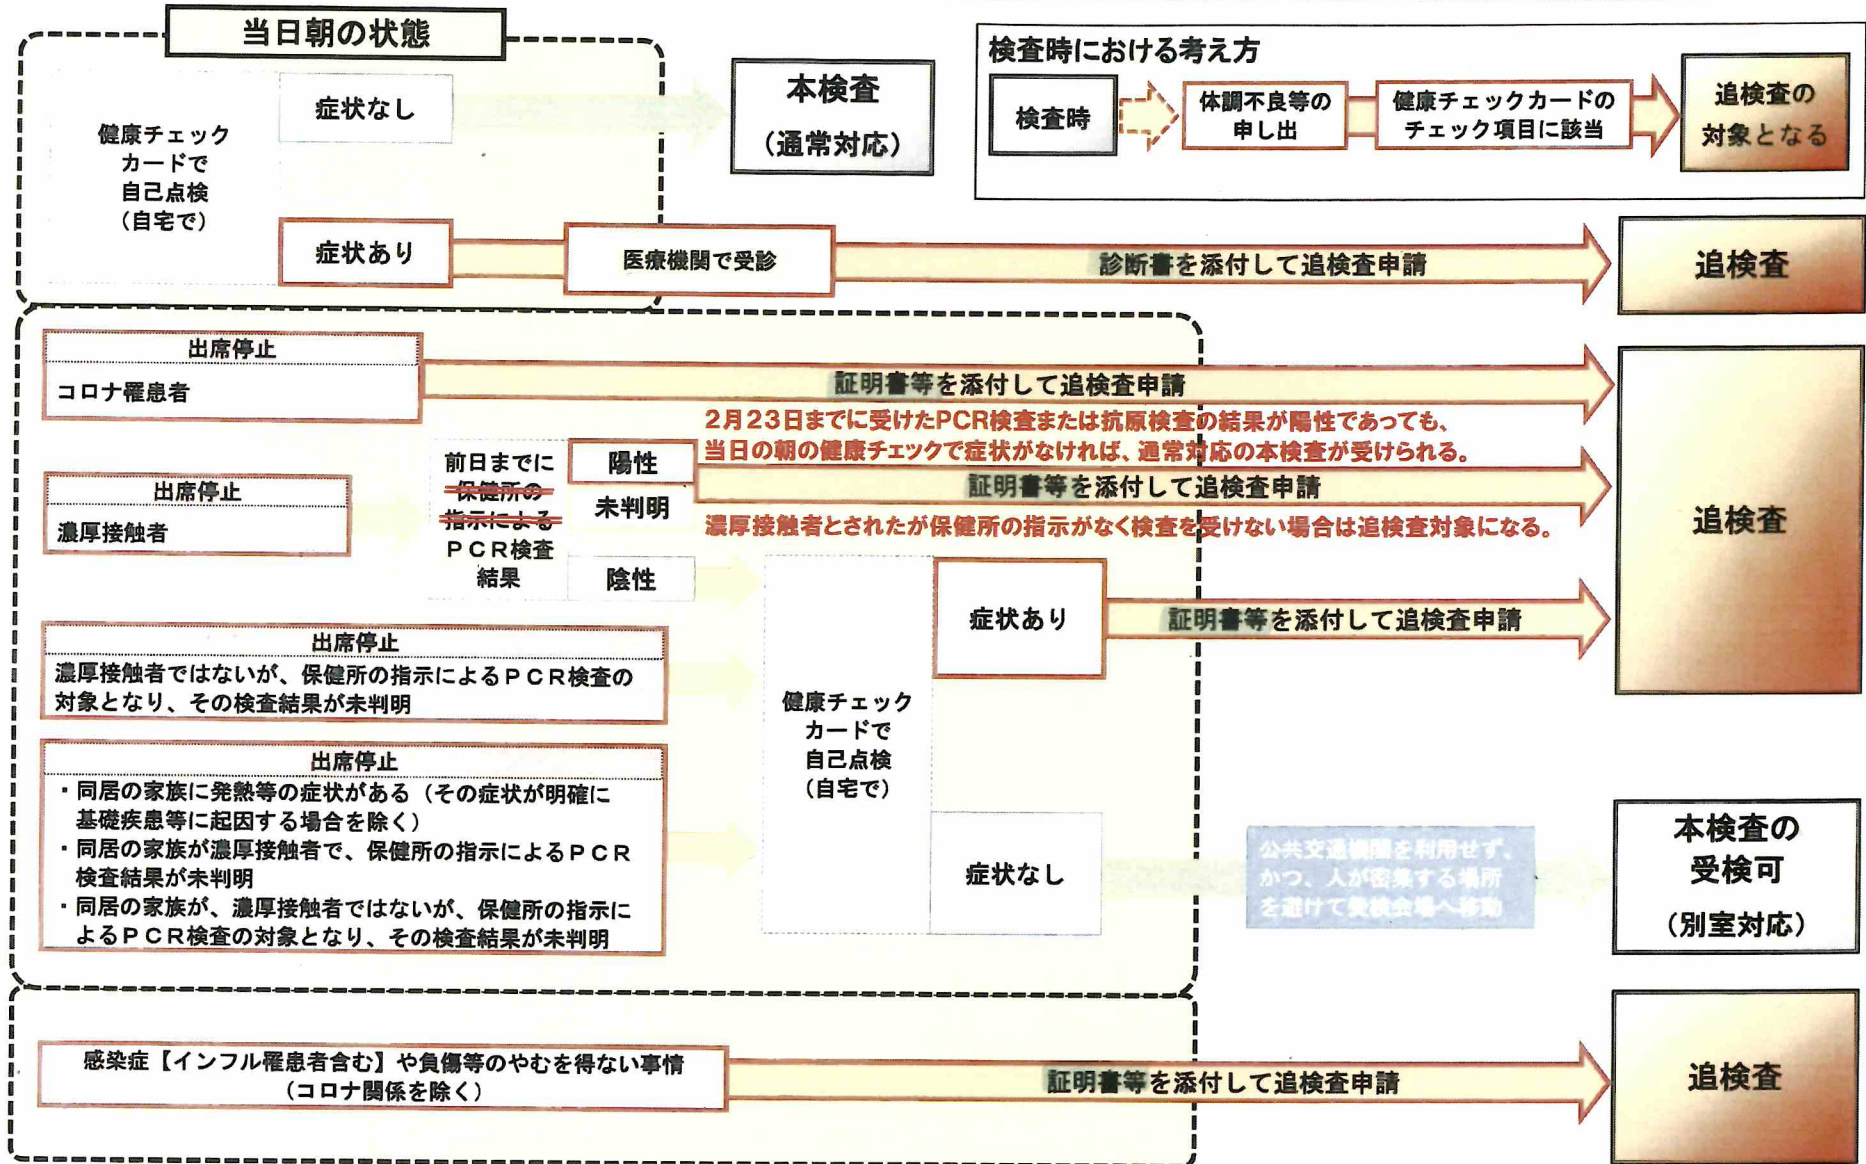 当日朝の状態
健康チェック
カードで
自己点検
(自宅で)
症状なし
本検査
(通常対応)
検査時における考え方
検査時
体調不良等の
申し出
健康チェックカードの
チェック項目に該当
追検査の
対象となる
症状あり
医療機関で受診
診断書を添付して追検査申請
追検査
出席停止
コロナ罹患者
証明書等を添付して追検査申請
2月23日までに受けたPCR検査または抗原検査の結果が陽性であっても、
当日の朝の健康チェックで症状がなければ、通常対応の本検査が受けられる。
出席停止
濃厚接触者
前日までに
保健所の
指示による
PCR検査
結果
陽性
未判明
陰性
証明書等を添付して追検査申請
濃厚接触者とされたが保健所の指示がなく検査を受けない場合は追検査対象になる。
追検査
出席停止
濃厚接触者ではないが、保健所の指示によるPCR検査の
対象となり、その検査結果が未判明
出席停止
・同居の家族に発熱等の症状がある(その症状が明確に
基礎疾患等に起因する場合を除く)
・同居の家族が濃厚接触者で、保健所の指示によるPCR
検査結果が未判明
・同居の家族が、濃厚接触者ではないが、保健所の指示に
よるPCR検査の対象となり、その検査結果が未判明
健康チェック
カードで
自己点検
(自宅で)
症状あり
証明書等を添付して追検査申請
症状なし
公共交通機関を利用せず、
かつ、人が密集する場所
を避けて受検会場へ移動
本検査の
受検可
(別室対応)
感染症【インフル罹患者含む】や負傷等のやむを得ない事情
(コロナ関係を除く)
証明書等を添付して追検査申請
追検査